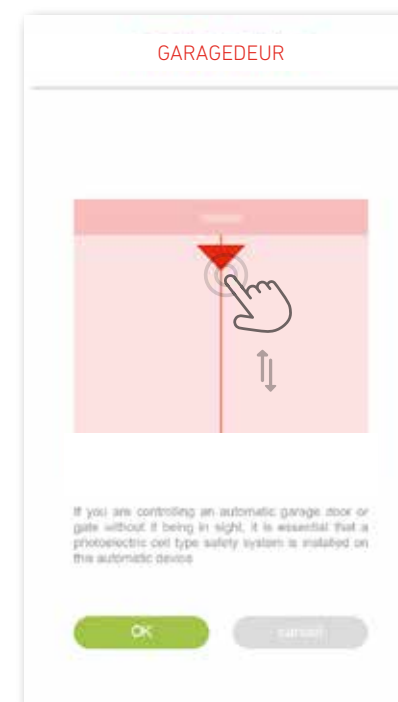 GARAGEDEUR
If you are controlling an automatic garage door or
gate without it being in sight, it is essential that a
photoelectric cell type safety system is installed on
this automatic device
OK
cancel